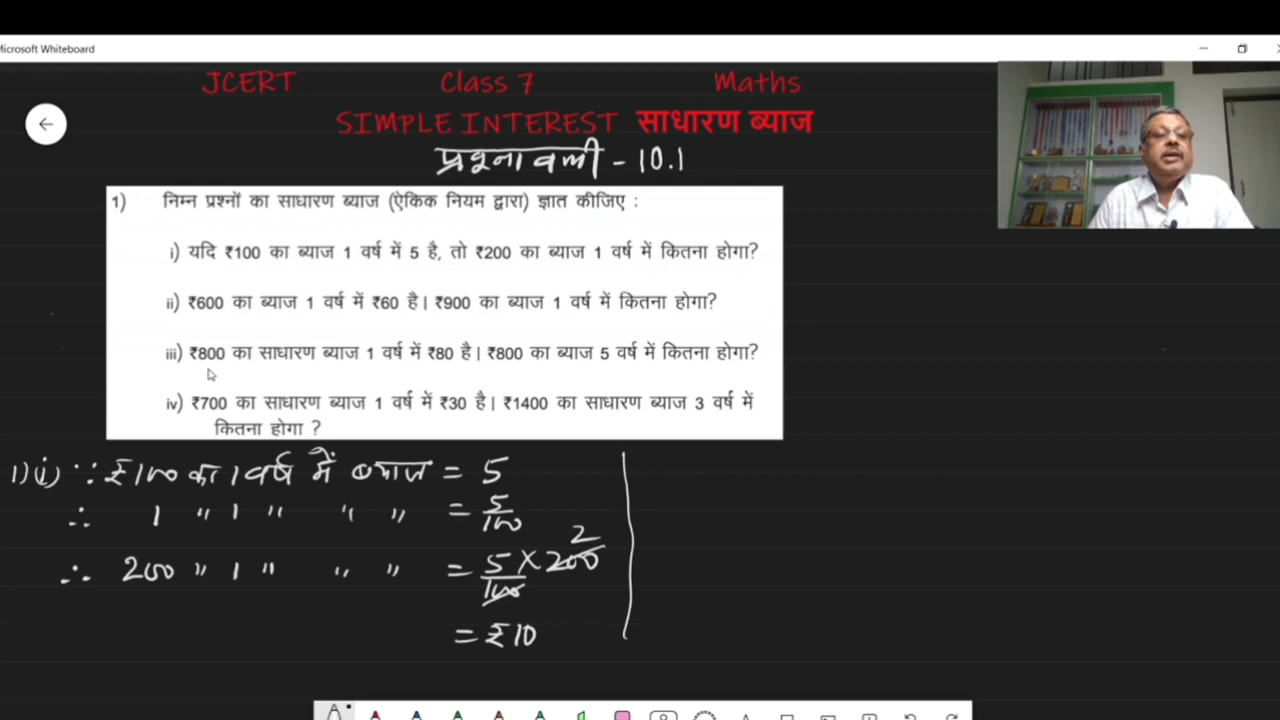 Microsoft Whiteboard
JCERT Class 7 Maths
SIMPLE INTEREST साधारण ब्याज
प्रश्नावली - 10.1
1) निम्न प्रश्नों का साधारण ब्याज (ऐकिक नियम द्वारा) ज्ञात कीजिए :
i) यदि ₹100 का ब्याज 1 वर्ष में 5 है, तो ₹200 का ब्याज 1 वर्ष में कितना होगा?
ii) ₹600 का ब्याज 1 वर्ष में ₹60 है। ₹900 का ब्याज 1 वर्ष में कितना होगा?
iii) ₹800 का साधारण ब्याज 1 वर्ष में ₹80 है। ₹800 का ब्याज 5 वर्ष में कितना होगा?
iv) ₹700 का साधारण ब्याज 1 वर्ष में ₹30 है। ₹1400 का साधारण ब्याज 3 वर्ष में
कितना होगा ?
1)(i) ∵ ₹100 का 1 वर्ष में ब्याज = 5
∴ 1 " 1 " " " = 5/100
∴ 200 " 1 " " " = 5/100 × 200 2
= ₹10